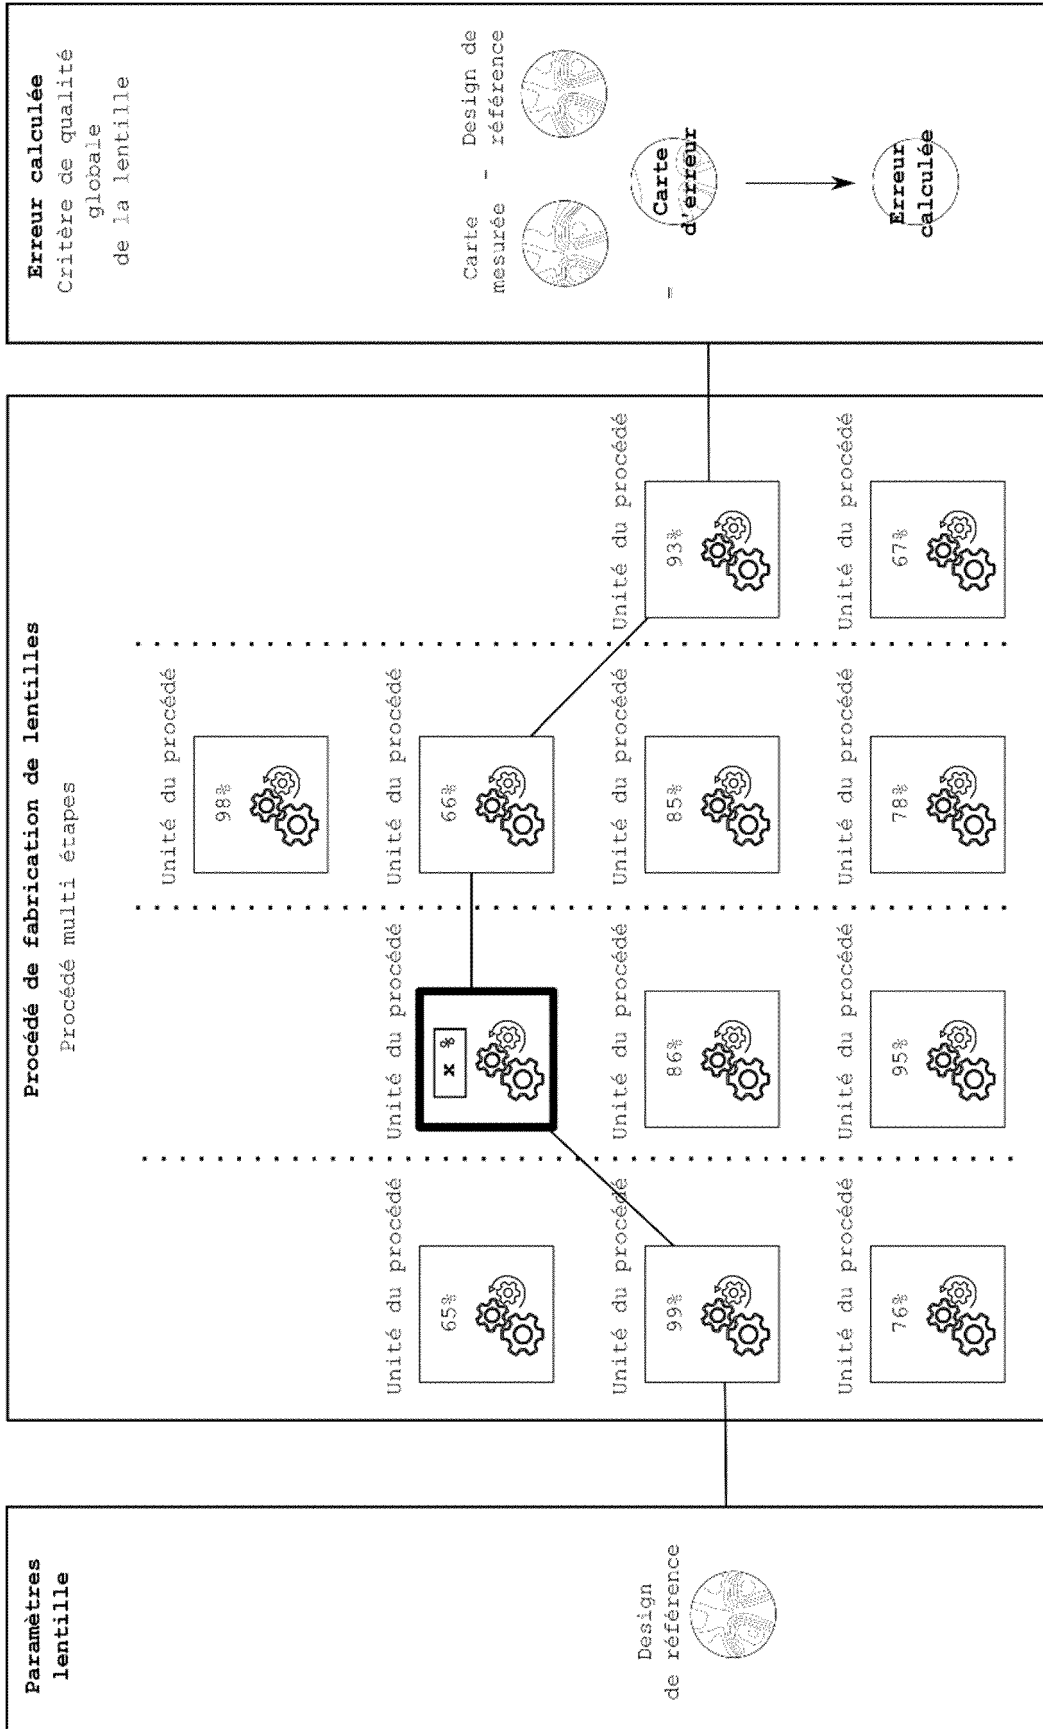 Paramètres
lentille
Design
de référence
Procédé de fabrication de lentilles
Procédé multi étapes
Unité du procédé
65%
Unité du procédé
99%
Unité du procédé
76%
Unité du procédé
x %
Unité du procédé
86%
Unité du procédé
95%
Unité du procédé
98%
Unité du procédé
66%
Unité du procédé
85%
Unité du procédé
78%
Unité du procédé
93%
Unité du procédé
67%
Erreur calculée
Critère de qualité
globale
de la lentille
Carte - Design de
mesurée référence
=
Carte
d'erreur
Erreur
calculée